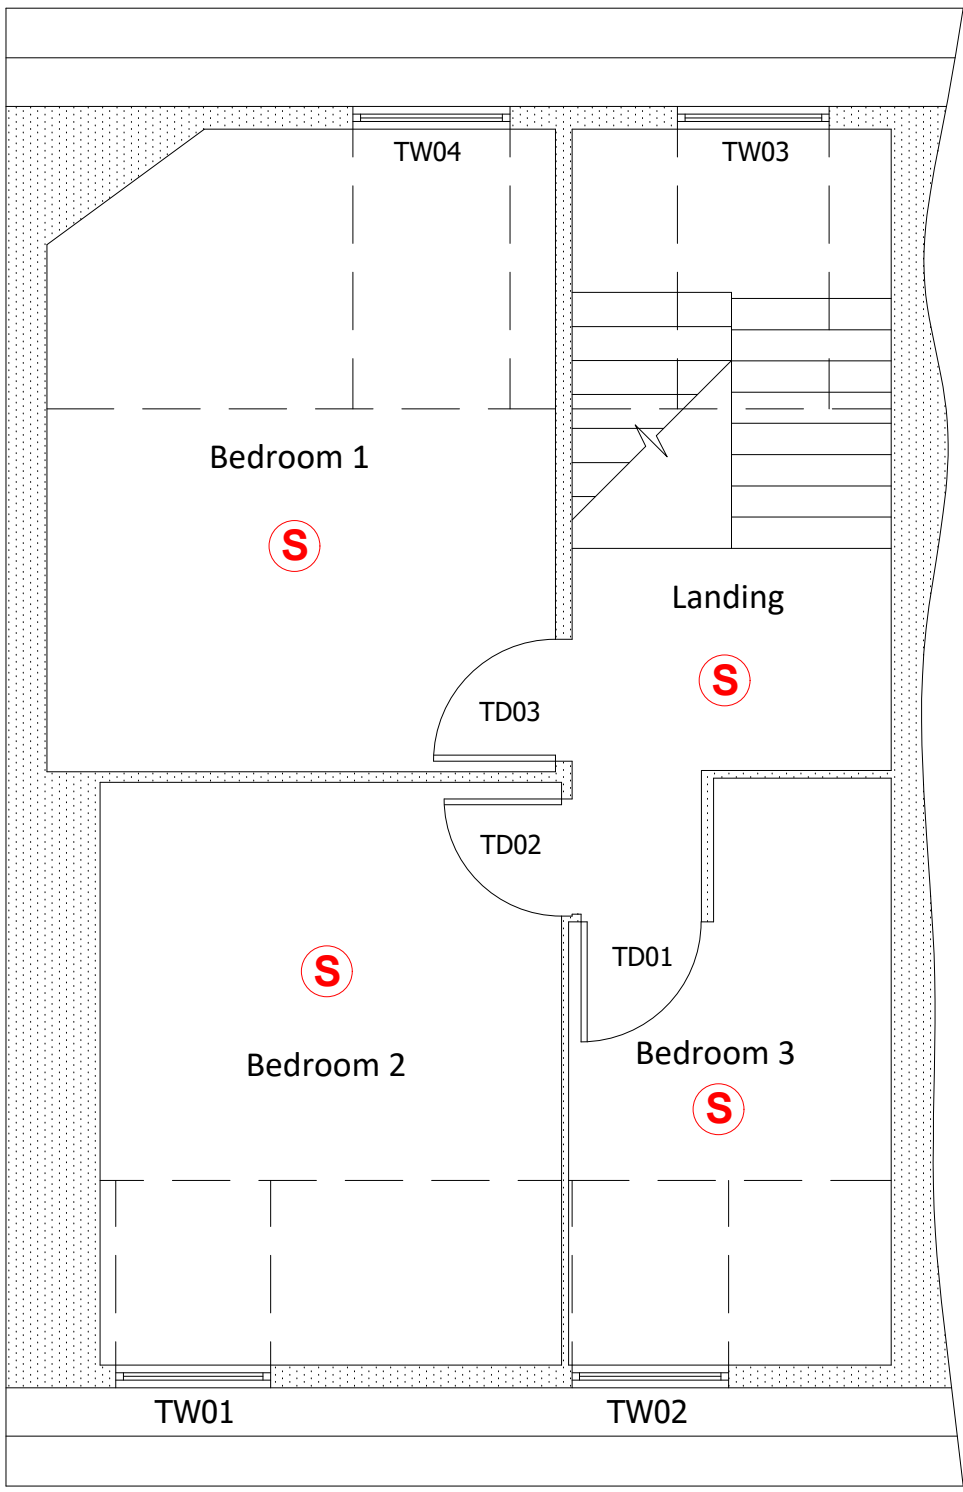 TW04
TW03
Bedroom 1
S
Landing
S
TD03
TD02
TD01
S
Bedroom 2
Bedroom 3
S
TW01
TW02